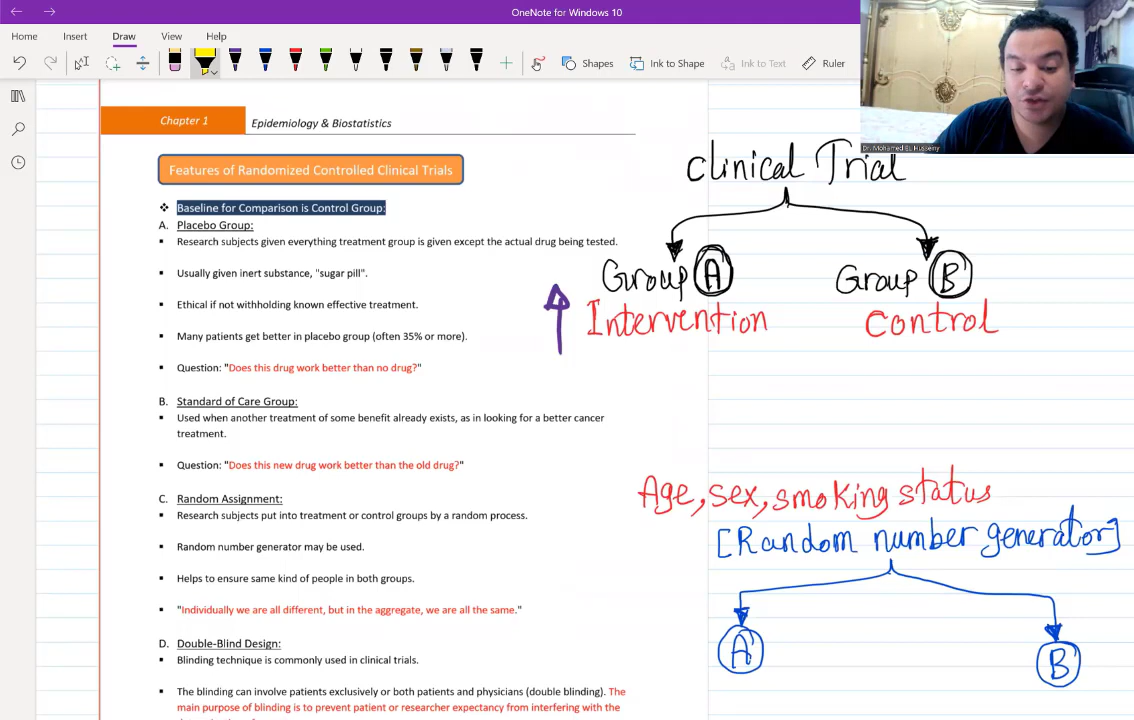 OneNote for Windows 10
Home Insert Draw View Help
Shapes Ink to Shape Ink to Text Ruler
Chapter 1 Epidemiology & Biostatistics
Features of Randomized Controlled Clinical Trials
❖ Baseline for Comparison is Control Group:
A. Placebo Group:
▪ Research subjects given everything treatment group is given except the actual drug being tested.
▪ Usually given inert substance, "sugar pill".
▪ Ethical if not withholding known effective treatment.
▪ Many patients get better in placebo group (often 35% or more).
▪ Question: "Does this drug work better than no drug?"
B. Standard of Care Group:
▪ Used when another treatment of some benefit already exists, as in looking for a better cancer
treatment.
▪ Question: "Does this new drug work better than the old drug?"
C. Random Assignment:
▪ Research subjects put into treatment or control groups by a random process.
▪ Random number generator may be used.
▪ Helps to ensure same kind of people in both groups.
▪ "Individually we are all different, but in the aggregate, we are all the same."
D. Double-Blind Design:
▪ Blinding technique is commonly used in clinical trials.
▪ The blinding can involve patients exclusively or both patients and physicians (double blinding). The
main purpose of blinding is to prevent patient or researcher expectancy from interfering with the
Dr. Mohamed EL Husseiny
Clinical Trial
Group A Group B
Intervention Control
Age, sex, smoking status
[Random number generator]
A B